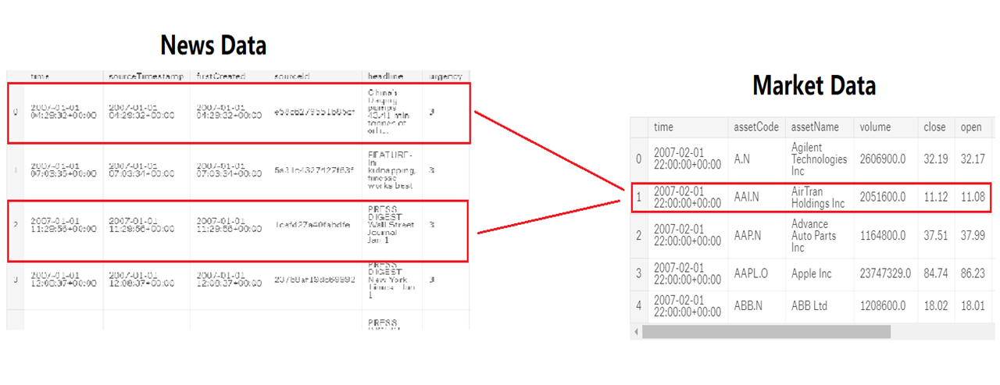 News Data
time sourceTimestamp firstCreated sourceId headline urgency
0 2007-01-01 04:29:32+00:00 2007-01-01 04:29:32+00:00 2007-01-01 04:29:32+00:00 China's Daqing pumps 43.41 mln tonnes of 3
1 2007-01-01 2007-01-01 07:03:34+00:00 2007-01-01 07:03:34+00:00 FEATURE- In kidnapping, finesse works best 3
2 2007-01-01 11:29:56+00:00 2007-01-01 11:29:56+00:00 2007-01-01 11:29:56+00:00 PRESS DIGEST Wall Street Journal Jan 1 3
3 2007-01-01 12:08:37+00:00 2007-01-01 12:08:37+00:00 2007-01-01 12:08:37+00:00 PRESS DIGEST New York Times Jan 1 3
PRESS
Market Data
time assetCode assetName volume close open
0 2007-02-01 22:00:00+00:00 A.N Agilent Technologies Inc 2606900.0 32.19 32.17
1 2007-02-01 22:00:00+00:00 AAI.N AirTran Holdings Inc 2051600.0 11.12 11.08
2 2007-02-01 22:00:00+00:00 AAP.N Advance Auto Parts Inc 1164800.0 37.51 37.99
3 2007-02-01 22:00:00+00:00 AAPL.O Apple Inc 23747329.0 84.74 86.23
4 2007-02-01 22:00:00+00:00 ABB.N ABB Ltd 1208600.0 18.02 18.01